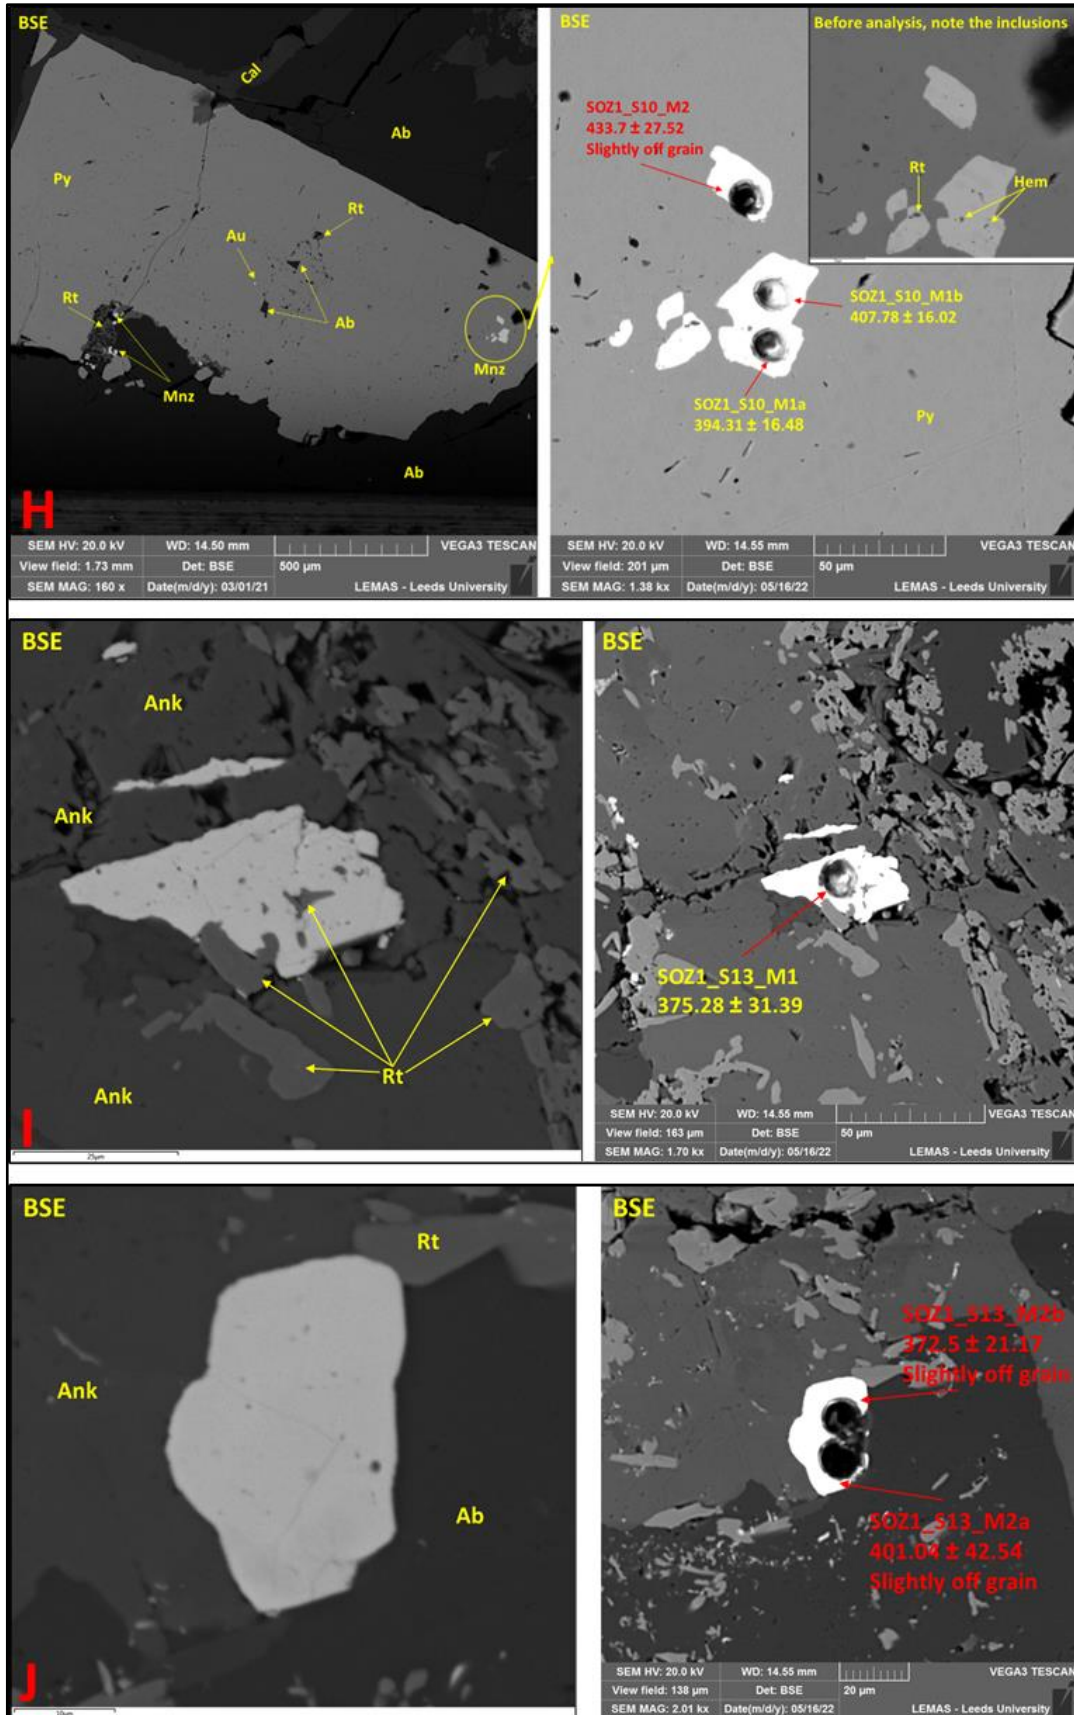 BSE
Cal
Ab
Py
Rt
Au
Rt
Ab
Mnz
Mnz
Ab
H
SEM HV: 20.0 kV WD: 14.50 mm VEGA3 TESCAN
View field: 1.73 mm Det: BSE 500 µm
SEM MAG: 160 x Date(m/d/y): 03/01/21 LEMAS - Leeds University
BSE
Before analysis, note the inclusions
Rt
Hem
SOZ1_S10_M2
433.7 ± 27.52
Slightly off grain
SOZ1_S10_M1b
407.78 ± 16.02
SOZ1_S10_M1a
394.31 ± 16.48
Py
SEM HV: 20.0 kV WD: 14.55 mm VEGA3 TESCAN
View field: 201 µm Det: BSE 50 µm
SEM MAG: 1.38 kx Date(m/d/y): 05/16/22 LEMAS - Leeds University
BSE
Ank
Ank
Rt
Ank
I
25µm
BSE
SOZ1_S13_M1
375.28 ± 31.39
SEM HV: 20.0 kV WD: 14.55 mm VEGA3 TESCAN
View field: 163 µm Det: BSE 50 µm
SEM MAG: 1.70 kx Date(m/d/y): 05/16/22 LEMAS - Leeds University
BSE
Rt
Ank
Ab
J
10µm
BSE
SOZ1_S13_M2b
372.5 ± 21.17
Slightly off grain
SOZ1_S13_M2a
401.04 ± 42.54
Slightly off grain
SEM HV: 20.0 kV WD: 14.55 mm VEGA3 TESCAN
View field: 138 µm Det: BSE 20 µm
SEM MAG: 2.01 kx Date(m/d/y): 05/16/22 LEMAS - Leeds University